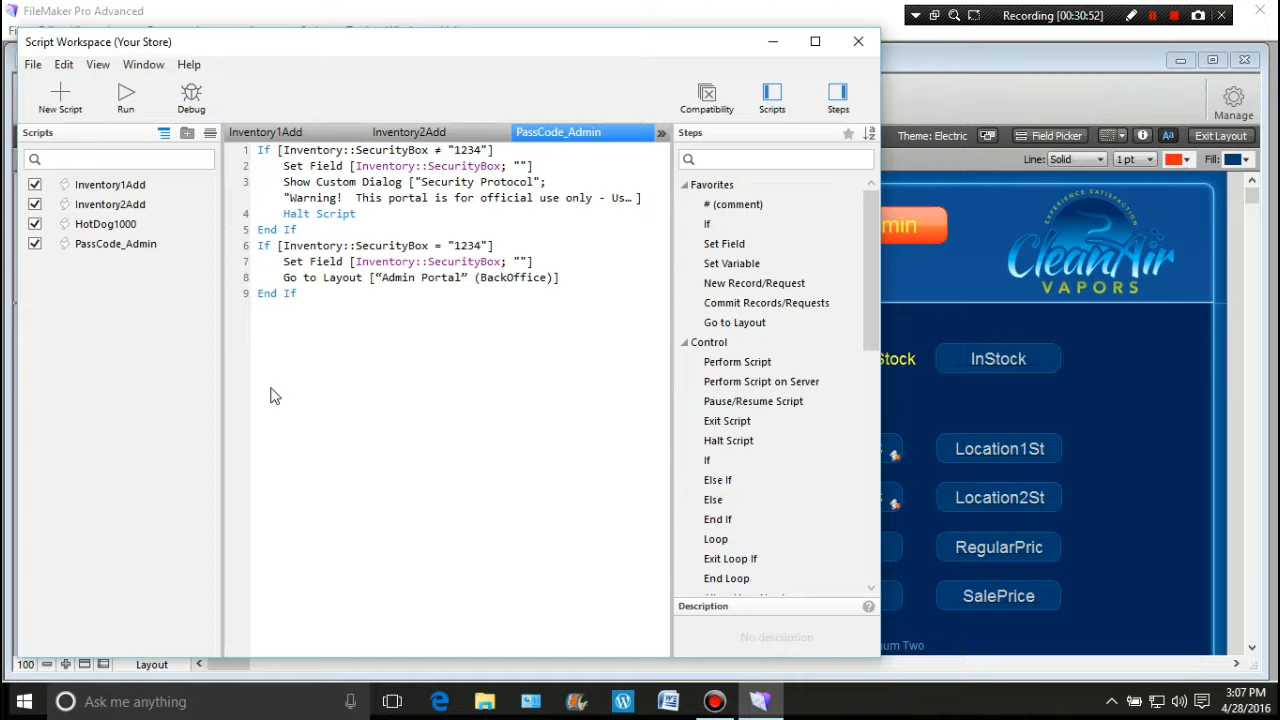 FileMaker Pro Advanced
Recording [00:30:52]
Script Workspace (Your Store)
File Edit View Window Help
New Script Run Debug Compatibility Scripts Steps
Manage
Scripts
Inventory1Add Inventory2Add PassCode_Admin »
Steps
Theme: Electric Field Picker Aa Exit Layout
Line: Solid 1 pt Fill:
Inventory1Add
Inventory2Add
HotDog1000
PassCode_Admin
1 If [Inventory::SecurityBox ≠ "1234"]
2 Set Field [Inventory::SecurityBox; ""]
3 Show Custom Dialog ["Security Protocol";
"Warning! This portal is for official use only - Us… ]
4 Halt Script
5 End If
6 If [Inventory::SecurityBox = "1234"]
7 Set Field [Inventory::SecurityBox; ""]
8 Go to Layout [“Admin Portal” (BackOffice)]
9 End If
Favorites
# (comment)
If
Set Field
Set Variable
New Record/Request
Commit Records/Requests
Go to Layout
Control
Perform Script
Perform Script on Server
Pause/Resume Script
Exit Script
Halt Script
If
Else If
Else
End If
Loop
Exit Loop If
End Loop
Description
No description
min
EXPERIENCE SATISFACTION
CleanAir
VAPORS
Stock InStock
Location1St
Location2St
RegularPric
SalePrice
num Two
100 Layout
Ask me anything
3:07 PM
4/28/2016